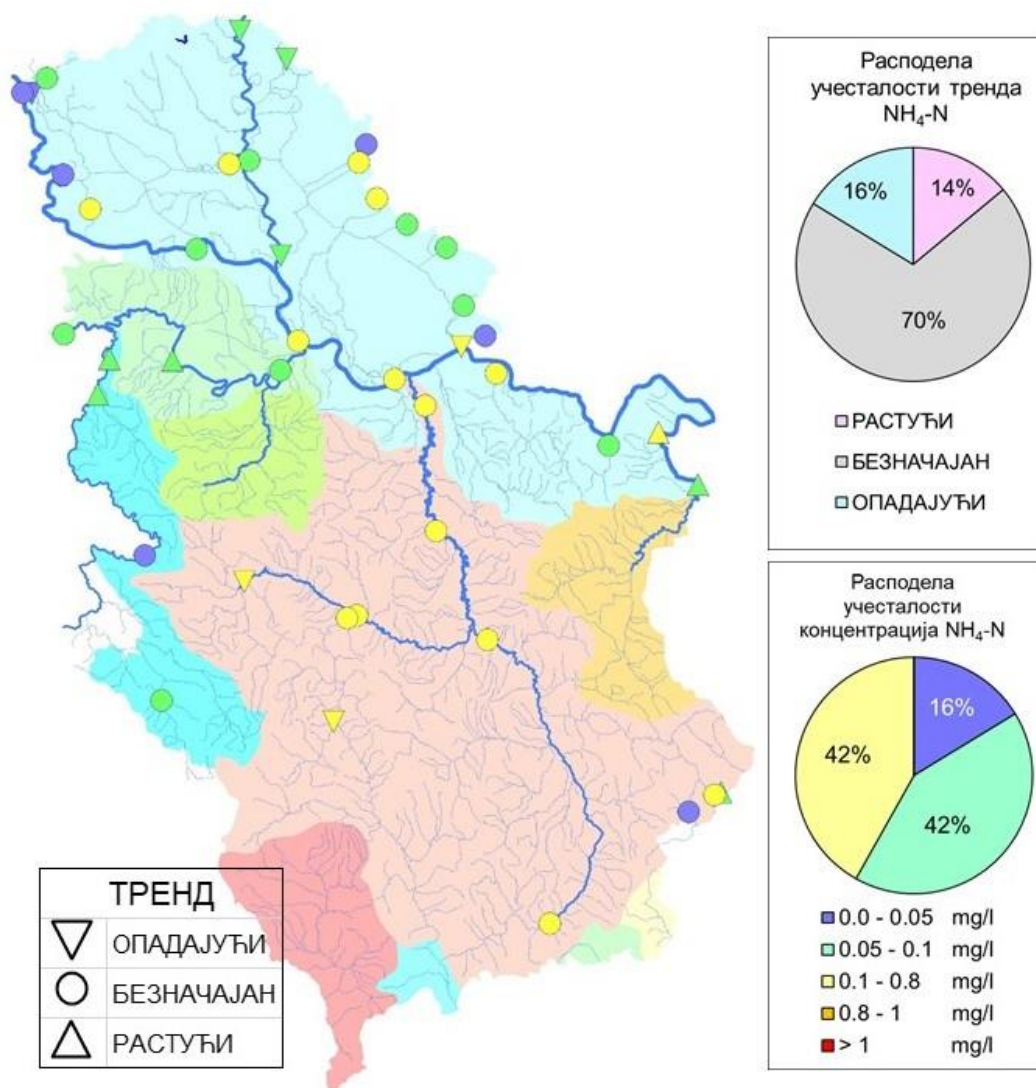 Расподела
учесталости тренда
NH₄-N
16%
14%
70%
РАСТУЋИ
БЕЗНАЧАЈАН
ОПАДАЈУЋИ
Расподела
учесталости
концентрација NH₄-N
16%
42%
42%
0.0 - 0.05 mg/l
0.05 - 0.1 mg/l
0.1 - 0.8 mg/l
0.8 - 1 mg/l
> 1 mg/l
ТРЕНД
ОПАДАЈУЋИ
БЕЗНАЧАЈАН
РАСТУЋИ